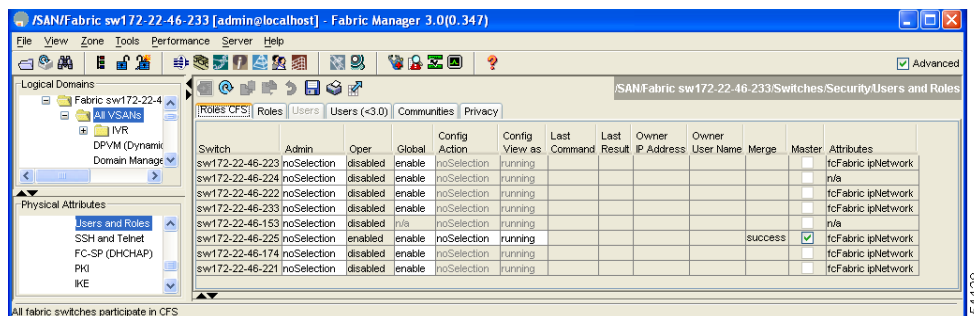 /SAN/Fabric sw172-22-46-233 [admin@localhost] - Fabric Manager 3.0(0.347)
File View Zone Tools Performance Server Help
Advanced
Logical Domains
Fabric sw172-22-4
All VSANs
IVR
DPVM (Dynamic
Domain Manage
Physical Attributes
Users and Roles
SSH and Telnet
FC-SP (DHCHAP)
PKI
IKE
/SAN/Fabric sw172-22-46-233/Switches/Security/Users and Roles
Roles CFS Roles Users Users (<3.0) Communities Privacy
Switch Admin Oper Global Config Action Config View as Last Command Last Result Owner IP Address Owner User Name Merge Master Attributes
sw172-22-46-223 noSelection disabled enable noSelection running fcFabric ipNetwork
sw172-22-46-224 noSelection disabled enable noSelection running n/a
sw172-22-46-222 noSelection disabled enable noSelection running fcFabric ipNetwork
sw172-22-46-233 noSelection disabled enable noSelection running fcFabric ipNetwork
sw172-22-46-153 noSelection disabled n/a noSelection running n/a
sw172-22-46-225 noSelection enabled enable noSelection running success fcFabric ipNetwork
sw172-22-46-174 noSelection disabled enable noSelection running fcFabric ipNetwork
sw172-22-46-221 noSelection disabled enable noSelection running fcFabric ipNetwork
All fabric switches participate in CFS